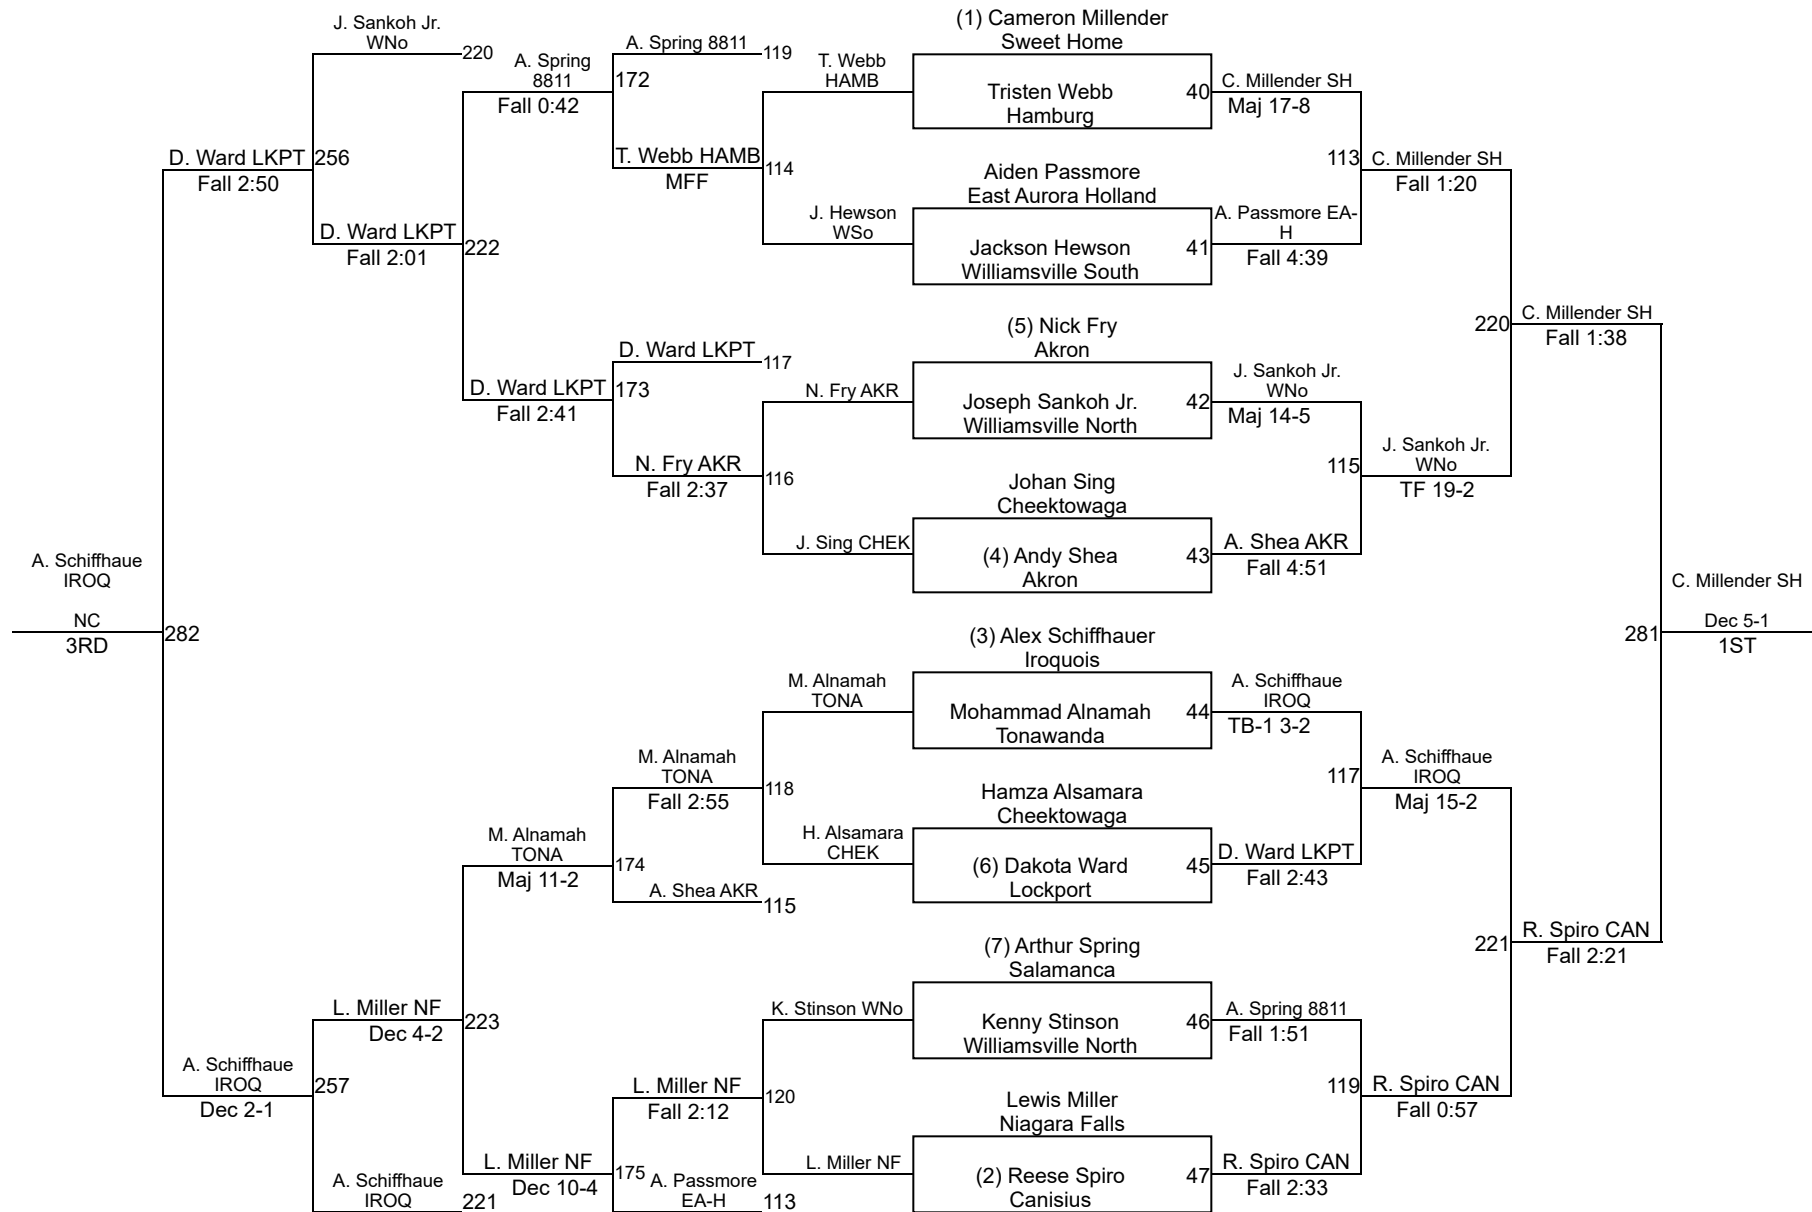 J. Sankoh Jr.
WNo
220
A. Spring
8811
Fall 0:42
A. Spring 8811
119
172
T. Webb
HAMB
(1) Cameron Millender
Sweet Home
Tristen Webb
Hamburg
40
C. Millender SH
Maj 17-8
D. Ward LKPT
Fall 2:50
256
T. Webb HAMB
MFF
114
Aiden Passmore
East Aurora Holland
113
C. Millender SH
Fall 1:20
D. Ward LKPT
Fall 2:01
222
J. Hewson
WSo
Jackson Hewson
Williamsville South
41
A. Passmore EA-
H
Fall 4:39
(5) Nick Fry
Akron
220
C. Millender SH
Fall 1:38
D. Ward LKPT
117
D. Ward LKPT
Fall 2:41
173
N. Fry AKR
Joseph Sankoh Jr.
Williamsville North
42
J. Sankoh Jr.
WNo
Maj 14-5
N. Fry AKR
Fall 2:37
116
Johan Sing
Cheektowaga
115
J. Sankoh Jr.
WNo
TF 19-2
J. Sing CHEK
(4) Andy Shea
Akron
43
A. Shea AKR
Fall 4:51
A. Schiffhaue
IROQ
NC
3RD
282
C. Millender SH
281
Dec 5-1
1ST
(3) Alex Schiffhauer
Iroquois
M. Alnamah
TONA
Mohammad Alnamah
Tonawanda
44
A. Schiffhaue
IROQ
TB-1 3-2
M. Alnamah
TONA
Fall 2:55
118
Hamza Alsamara
Cheektowaga
117
A. Schiffhaue
IROQ
Maj 15-2
M. Alnamah
TONA
Maj 11-2
174
H. Alsamara
CHEK
(6) Dakota Ward
Lockport
45
D. Ward LKPT
Fall 2:43
A. Shea AKR
115
(7) Arthur Spring
Salamanca
221
R. Spiro CAN
Fall 2:21
L. Miller NF
Dec 4-2
223
K. Stinson WNo
Kenny Stinson
Williamsville North
46
A. Spring 8811
Fall 1:51
A. Schiffhaue
IROQ
Dec 2-1
257
L. Miller NF
Fall 2:12
120
Lewis Miller
Niagara Falls
119
R. Spiro CAN
Fall 0:57
A. Schiffhaue
IROQ
221
L. Miller NF
Dec 10-4
175
A. Passmore
EA-H
113
L. Miller NF
(2) Reese Spiro
Canisius
47
R. Spiro CAN
Fall 2:33